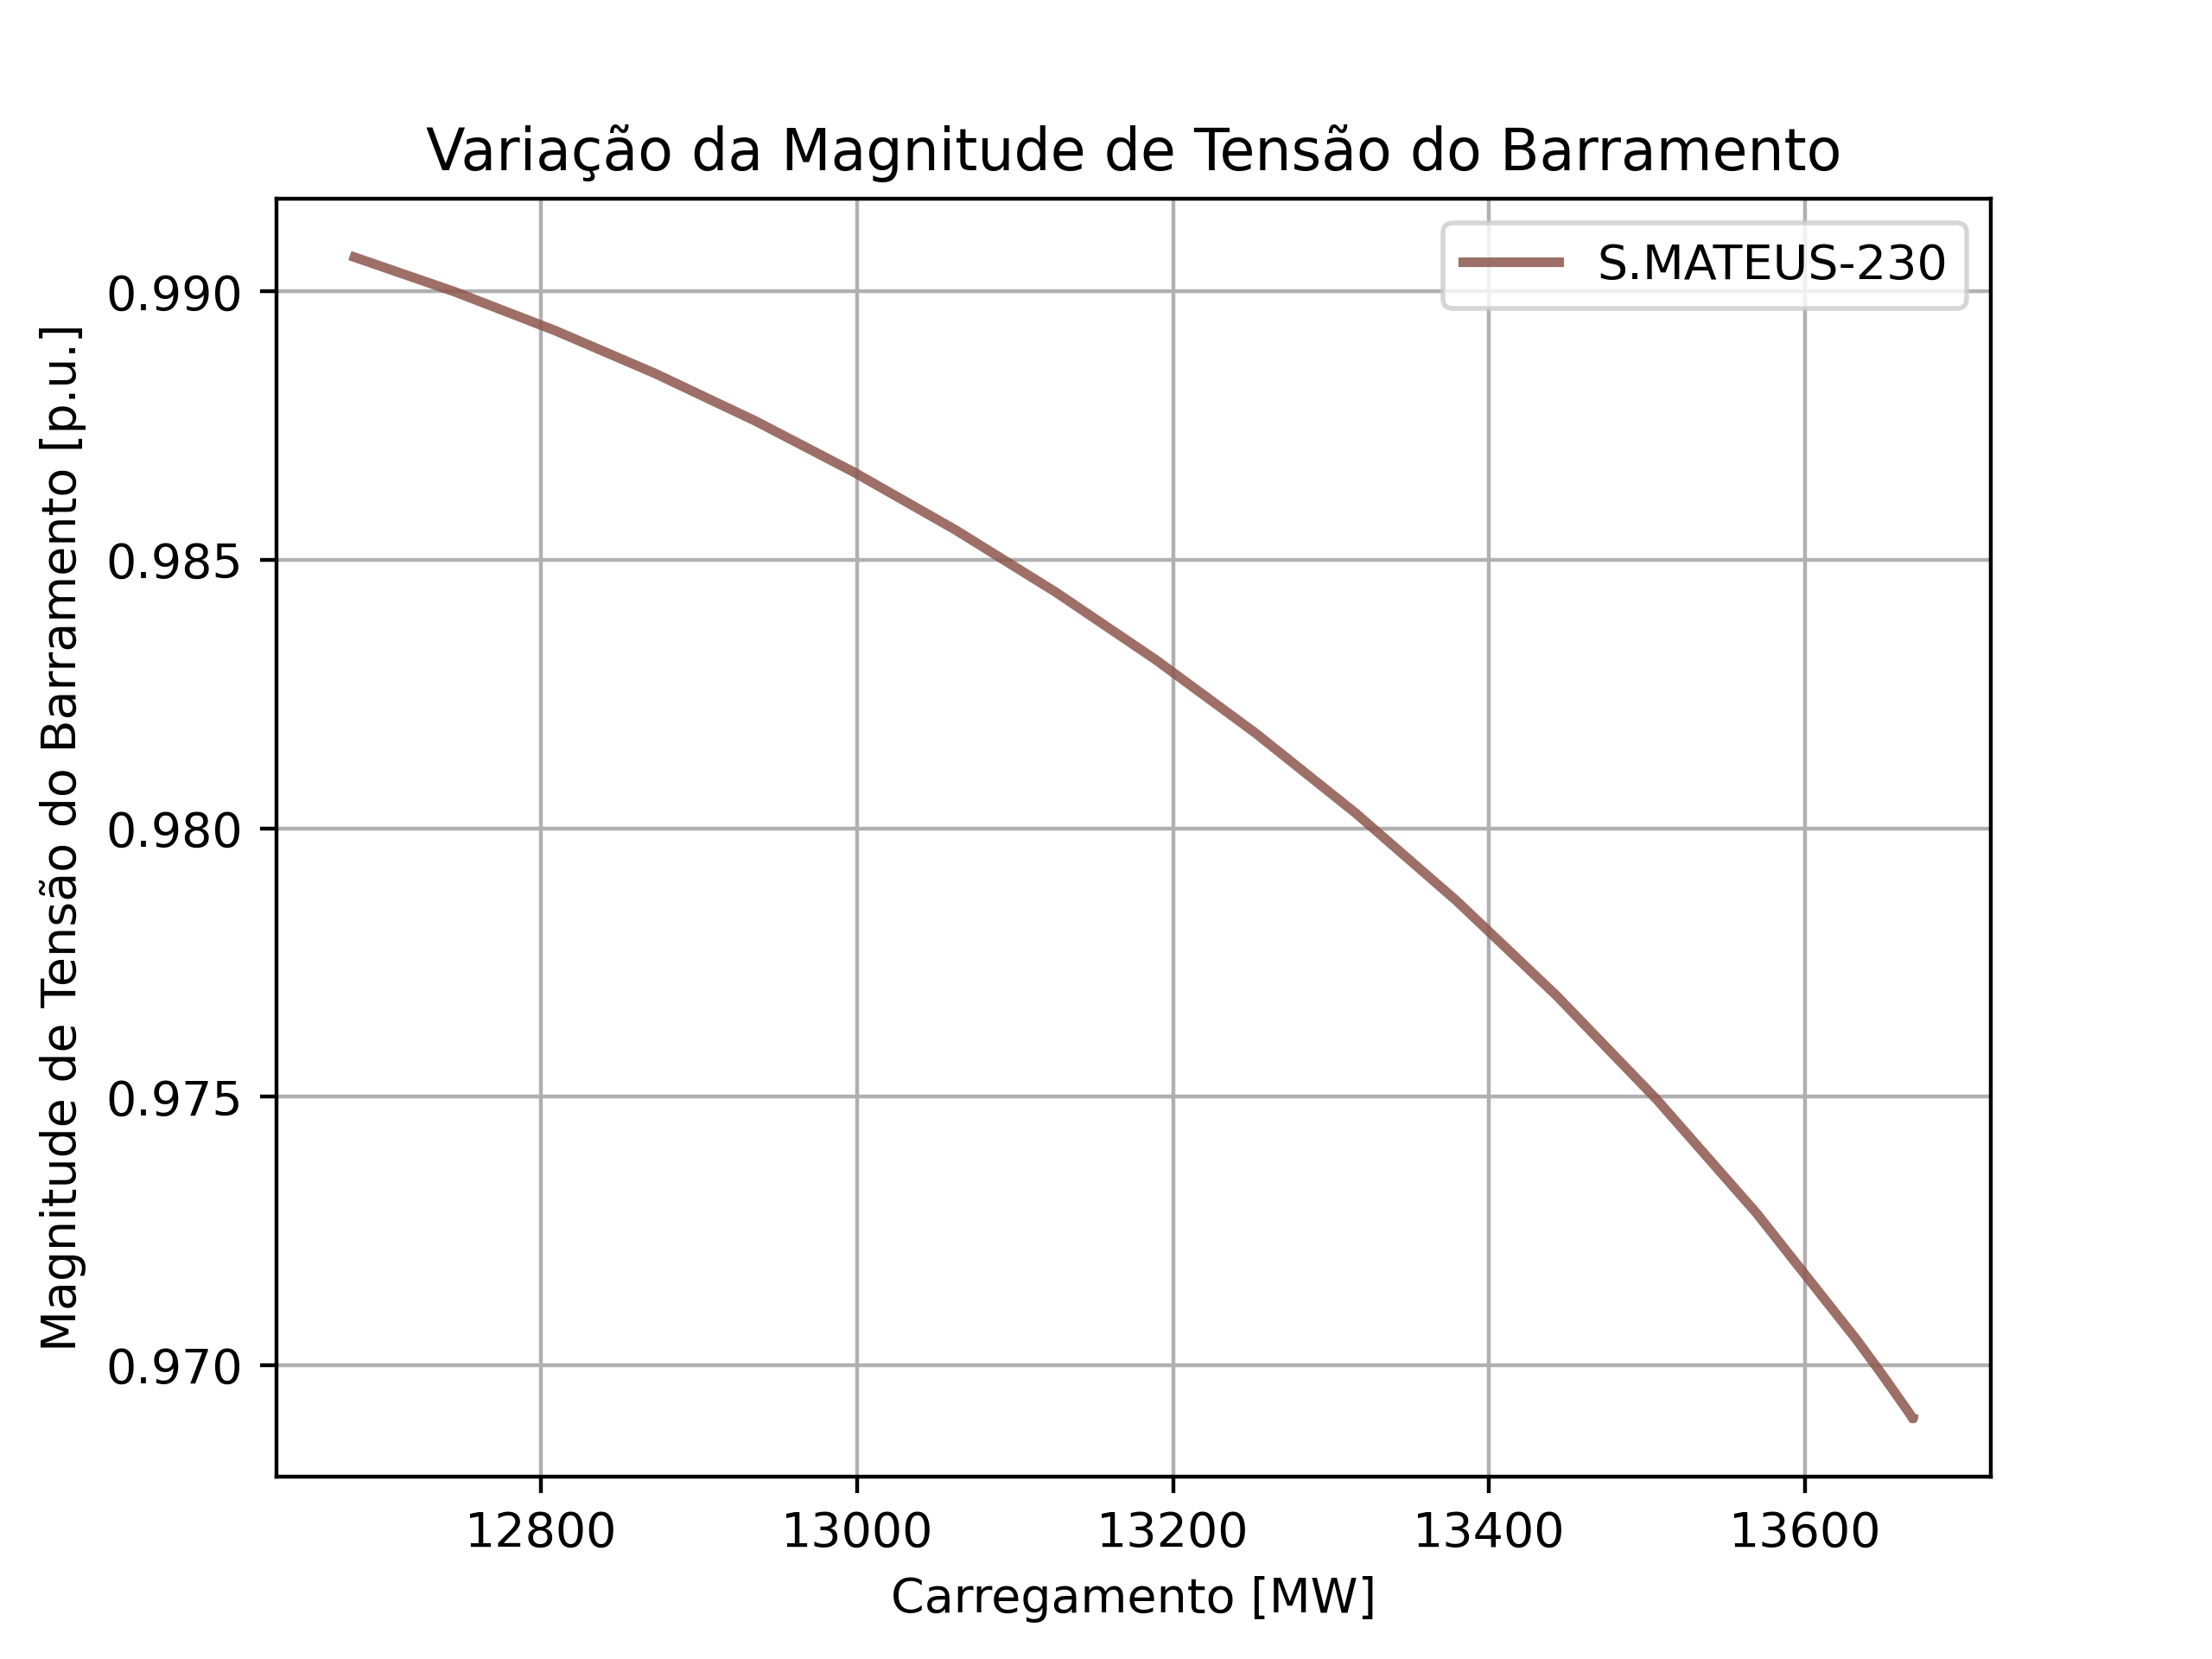 Variação da Magnitude de Tensão do Barramento
S.MATEUS-230
Magnitude de Tensão do Barramento [p.u.]
0.990
0.985
0.980
0.975
0.970
12800 13000 13200 13400 13600
Carregamento [MW]